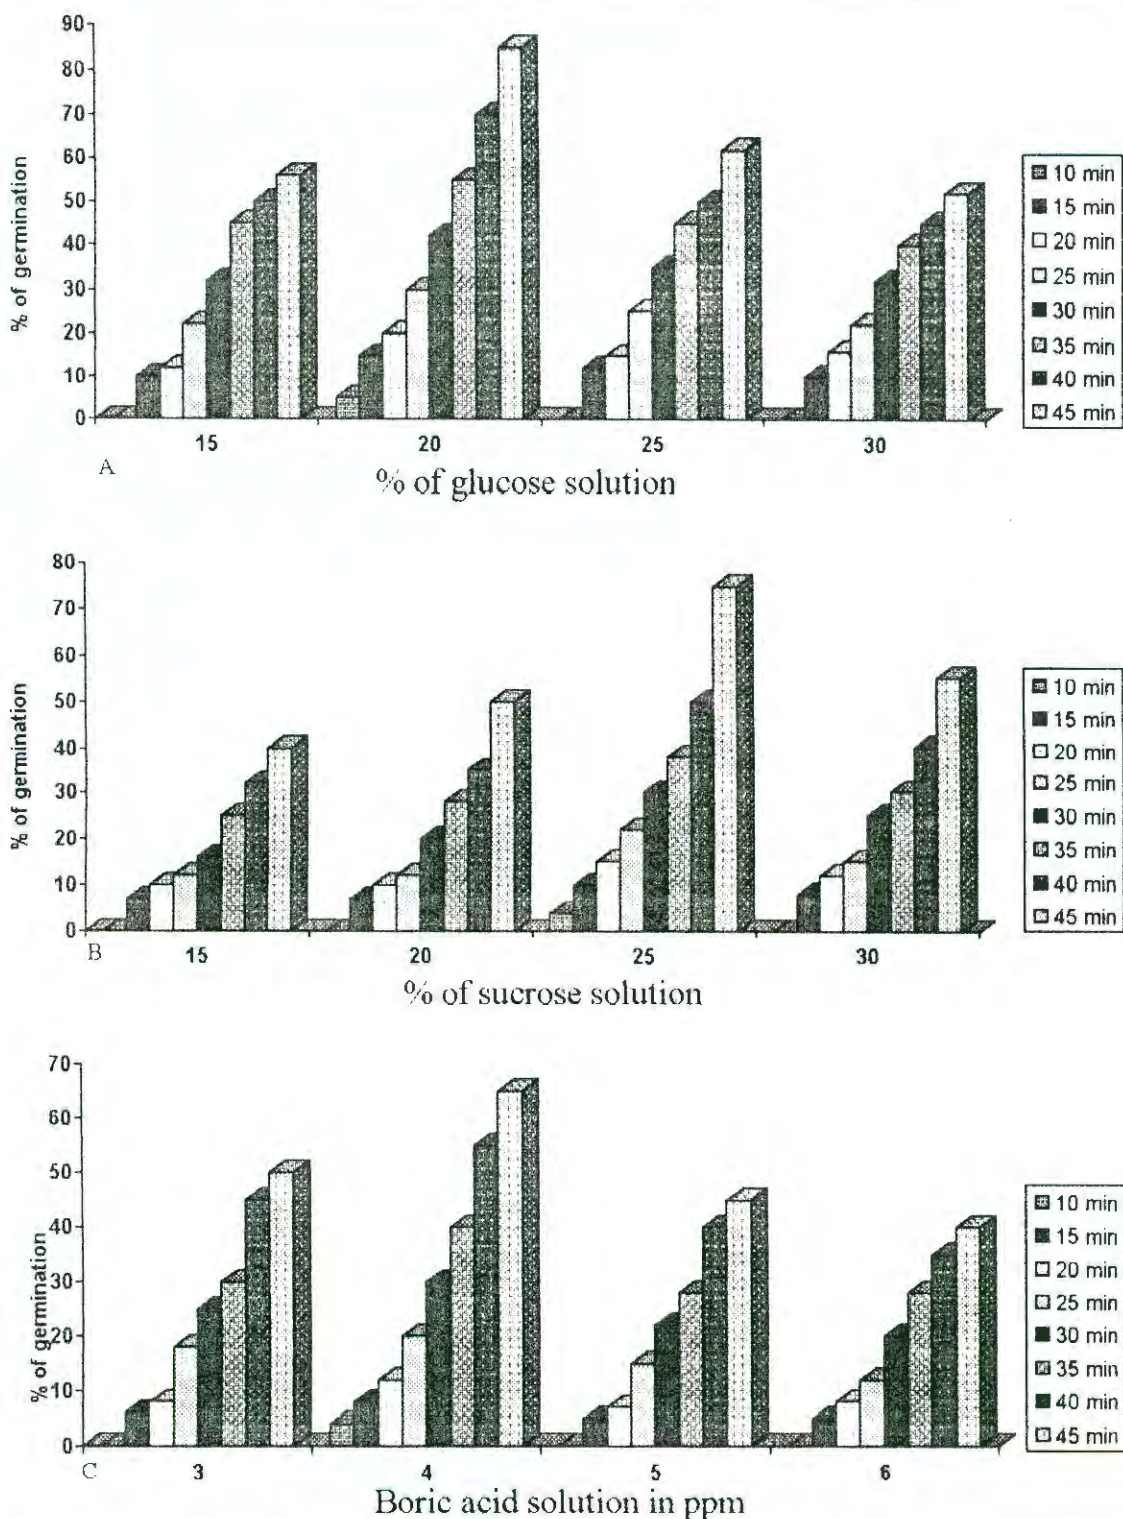 90
80
70
60
50
40
30
20
10
0
% of germination
15 20 25 30
A
% of glucose solution
10 min
15 min
20 min
25 min
30 min
35 min
40 min
45 min
80
70
60
50
40
30
20
10
0
% of germination
15 20 25 30
B
% of sucrose solution
10 min
15 min
20 min
25 min
30 min
35 min
40 min
45 min
70
60
50
40
30
20
10
0
% of germination
3 4 5 6
C
Boric acid solution in ppm
10 min
15 min
20 min
25 min
30 min
35 min
40 min
45 min